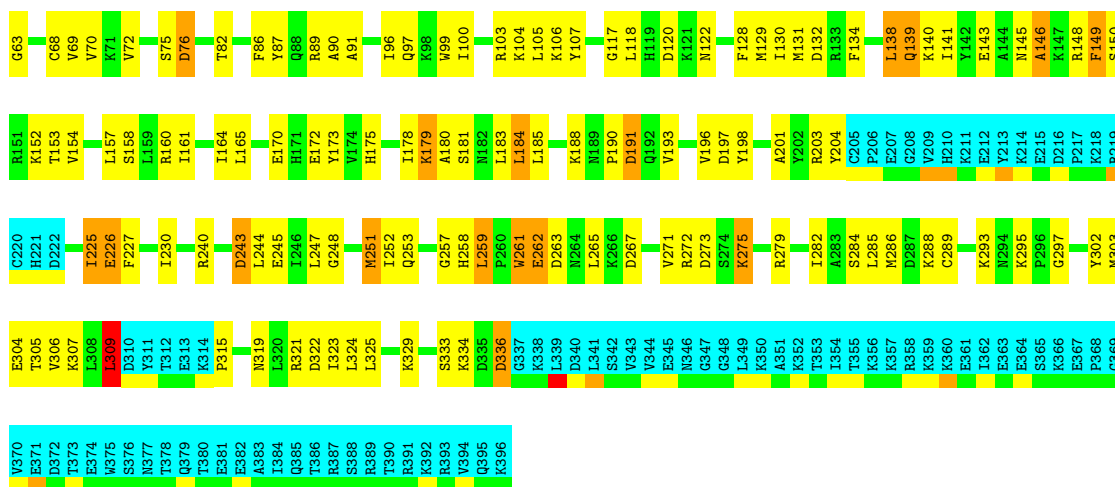 G63 C68 V69 V70 K71 V72 S75 D76 T82 F86 Y87 Q88 R89 A90 A91 I96 Q97 K98 W99 I100 R103 K104 L105 K106 Y107 G117 L118 H119 D120 K121 N122 F128 M129 I130 M131 D132 R133 F134 L138 Q139 K140 I141 Y142 E143 A144 N145 A146 K147 R148 F149 S150
R151 K152 T153 V154 L157 S158 L159 R160 I161 I164 L165 E170 H171 E172 Y173 V174 H175 I178 K179 A180 S181 N182 L183 L184 L185 K188 N189 P190 D191 Q192 V193 V196 D197 Y198 A201 Y202 R203 Y204 C205 P206 E207 G208 V209 H210 K211 E212 Y213 K214 E215 D216 P217 K218 R219
C220 H221 D222 I225 E226 F227 I230 R240 D243 L244 E245 I246 L247 G248 M251 I252 Q253 G257 H258 L259 P260 W261 E262 D263 N264 L265 K266 D267 V271 R272 D273 S274 K275 R279 I282 A283 S284 L285 M286 D287 K288 C289 K293 N294 K295 P296 G297 Y302 M303
E304 T305 V306 K307 L308 L309 D310 Y311 T312 E313 K314 P315 N319 L320 R321 D322 I323 L324 L325 K329 S333 K334 D335 D336 G337 K338 L339 D340 L341 S342 V343 V344 E345 N346 G347 G348 L349 K350 A351 K352 T353 I354 T355 K356 K357 R358 K359 K360 E361 I362 E363 E364 S365 K366 E367 P368 G369
V370 E371 D372 T373 E374 W375 S376 N377 T378 Q379 T380 E381 E382 A383 I384 Q385 T386 R387 S388 R389 T390 R391 K392 R393 V394 Q395 K396